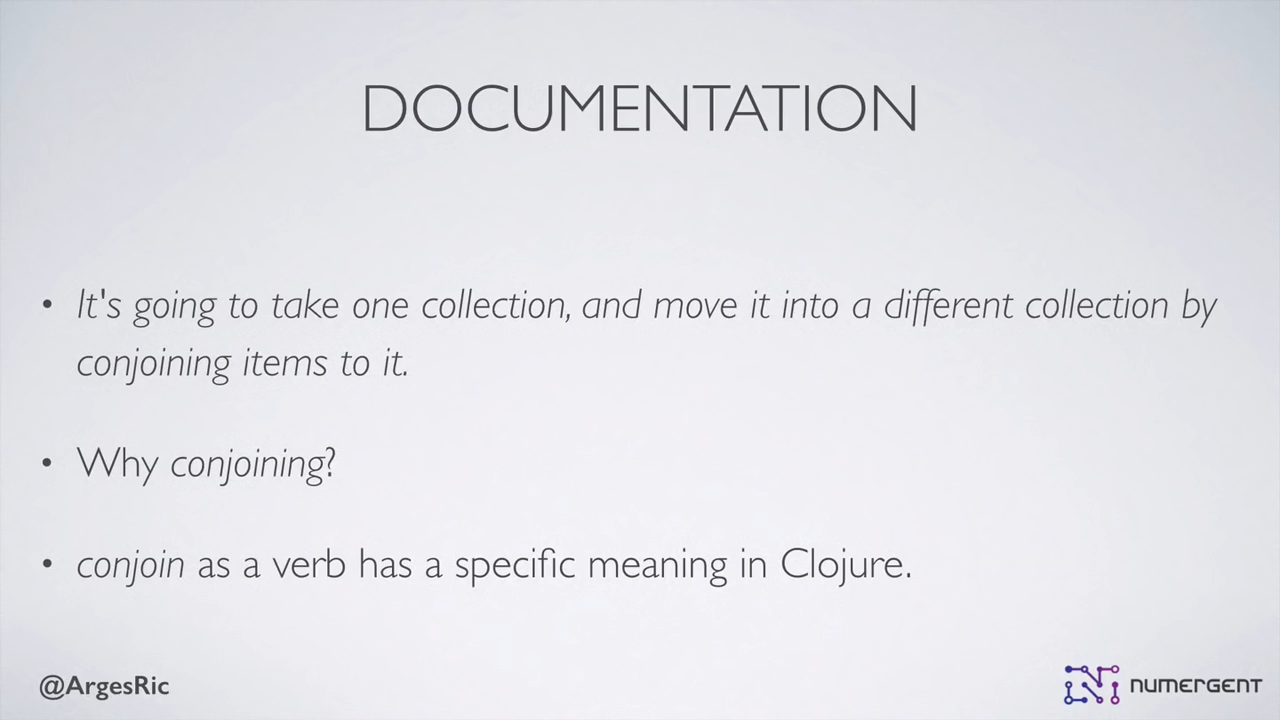 DOCUMENTATION
• It's going to take one collection, and move it into a different collection by
conjoining items to it.
• Why conjoining?
• conjoin as a verb has a specific meaning in Clojure.
@ArgesRic
NUMERGENT